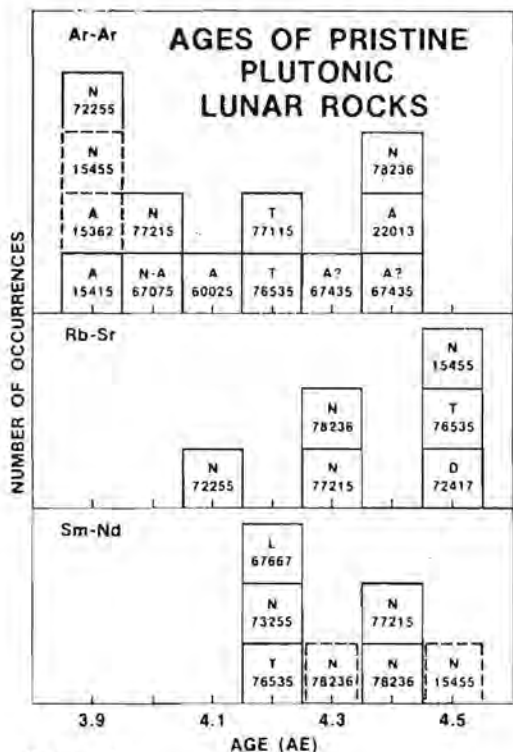 Ar-Ar
AGES OF PRISTINE
PLUTONIC
LUNAR ROCKS
N
72255
N
15455
N
78236
A
15362
N
77215
T
77115
A
22013
A
15415
N-A
67075
A
60025
T
76535
A?
67435
A?
67435
NUMBER OF OCCURRENCES
Rb-Sr
N
15455
N
78236
T
76535
N
72255
N
77215
D
72417
Sm-Nd
L
67667
N
73255
N
77215
T
76535
N
78236
N
78236
N
15455
3.9 4.1 4.3 4.5
AGE (AE)